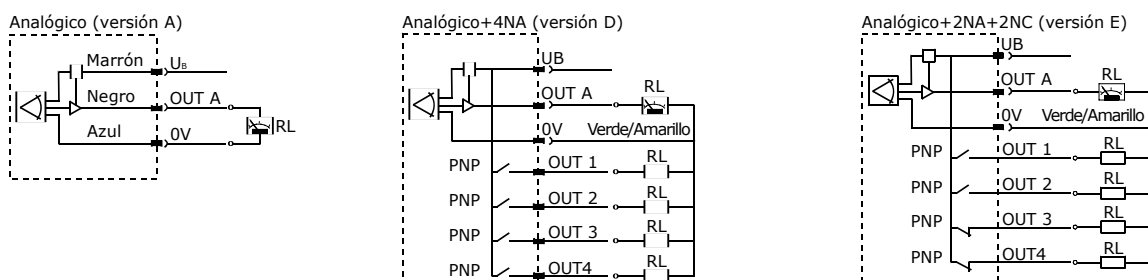 Analógico (versión A)
Marrón UB
Negro OUT A
RL
Azul 0V
Analógico+4NA (versión D)
UB
OUT A RL
0V Verde/Amarillo
PNP OUT 1 RL
PNP OUT 2 RL
PNP OUT 3 RL
PNP OUT4 RL
Analógico+2NA+2NC (versión E)
UB
OUT A RL
0V Verde/Amarillo
PNP OUT 1 RL
PNP OUT 2 RL
PNP OUT 3 RL
PNP OUT4 RL